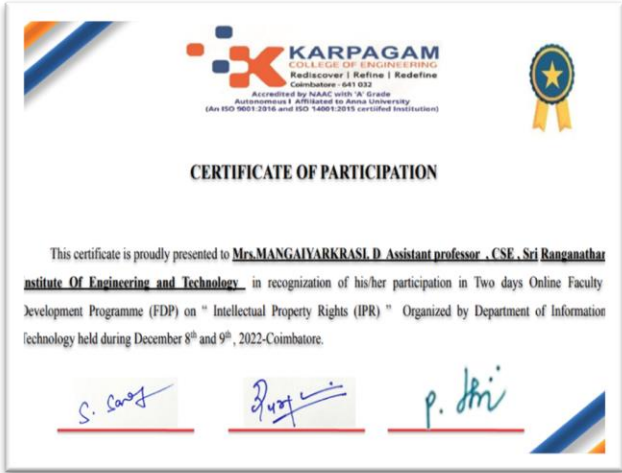 KARPAGAM
COLLEGE OF ENGINEERING
Rediscover | Refine | Redefine
Coimbatore - 641 032
Accredited by NAAC with 'A' Grade
Autonomous I Affiliated to Anna University
(An ISO 9001:2016 and ISO 14001:2015 certifed Institution)
CERTIFICATE OF PARTICIPATION
This certificate is proudly presented to Mrs.MANGAIYARKRASI. D Assistant professor , CSE , Sri Ranganathar
nstitute Of Engineering and Technology in recognization of his/her participation in Two days Online Faculty
Development Programme (FDP) on " Intellectual Property Rights (IPR) " Organized by Department of Information
Technology held during December 8th and 9th , 2022-Coimbatore.